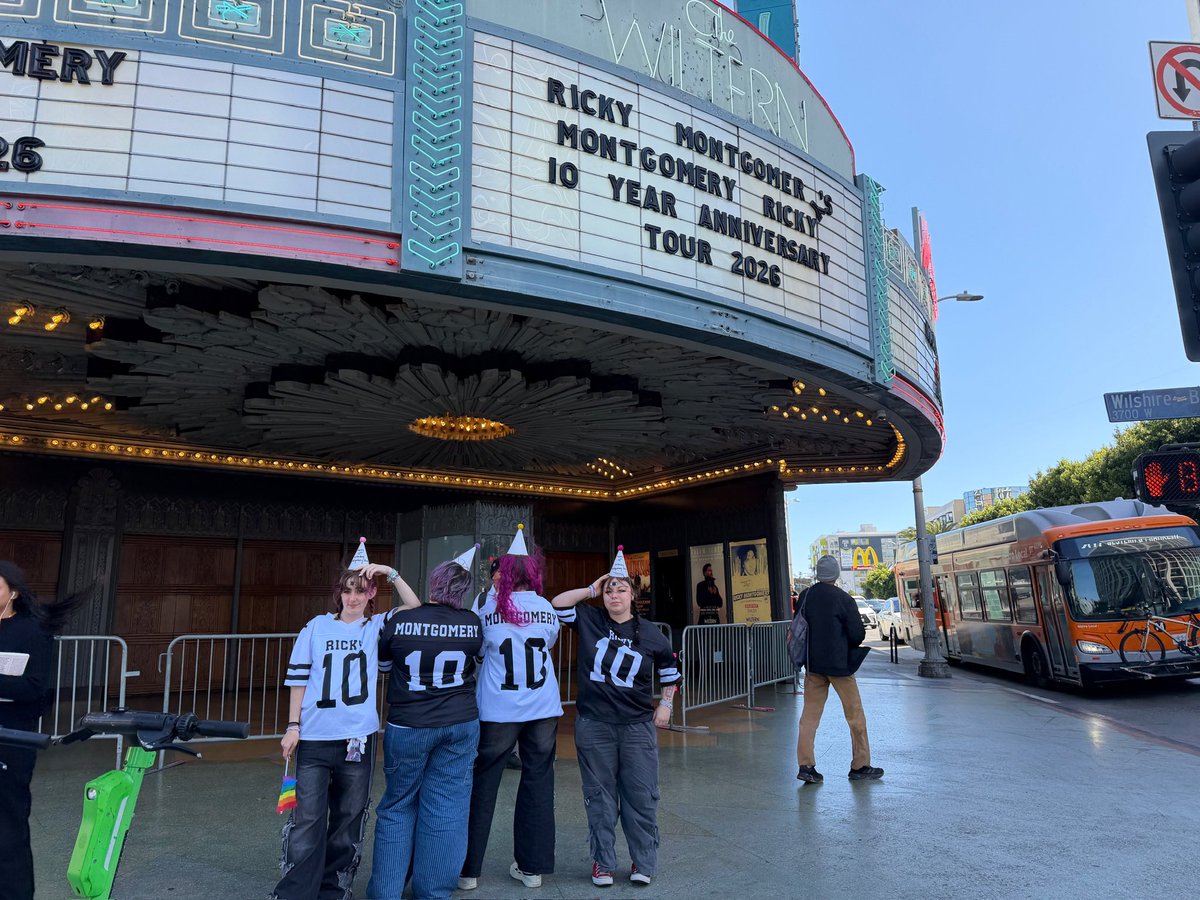 the
WILTERN
MERY
26
RICKY MONTGOMERY'S
MONTGOMERY RICKY
10 YEAR ANNIVERSARY
TOUR 2026
Wilshire B
3700 W
RICKY
10
MONTGOMERY
10
MONTGOMERY
10
RICKY
10